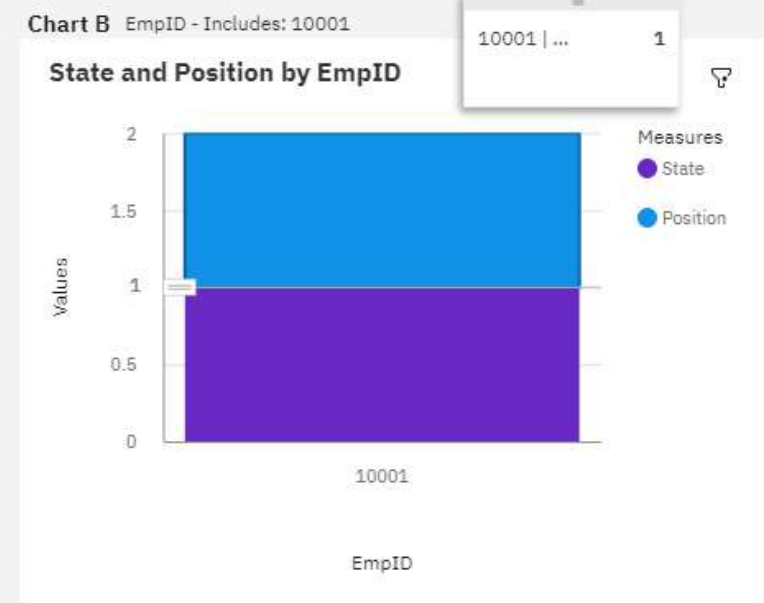 Chart B EmpID - Includes: 10001
10001 | ... 1
State and Position by EmpID
Measures
State
Position
Values
2
1.5
1
0.5
0
10001
EmpID